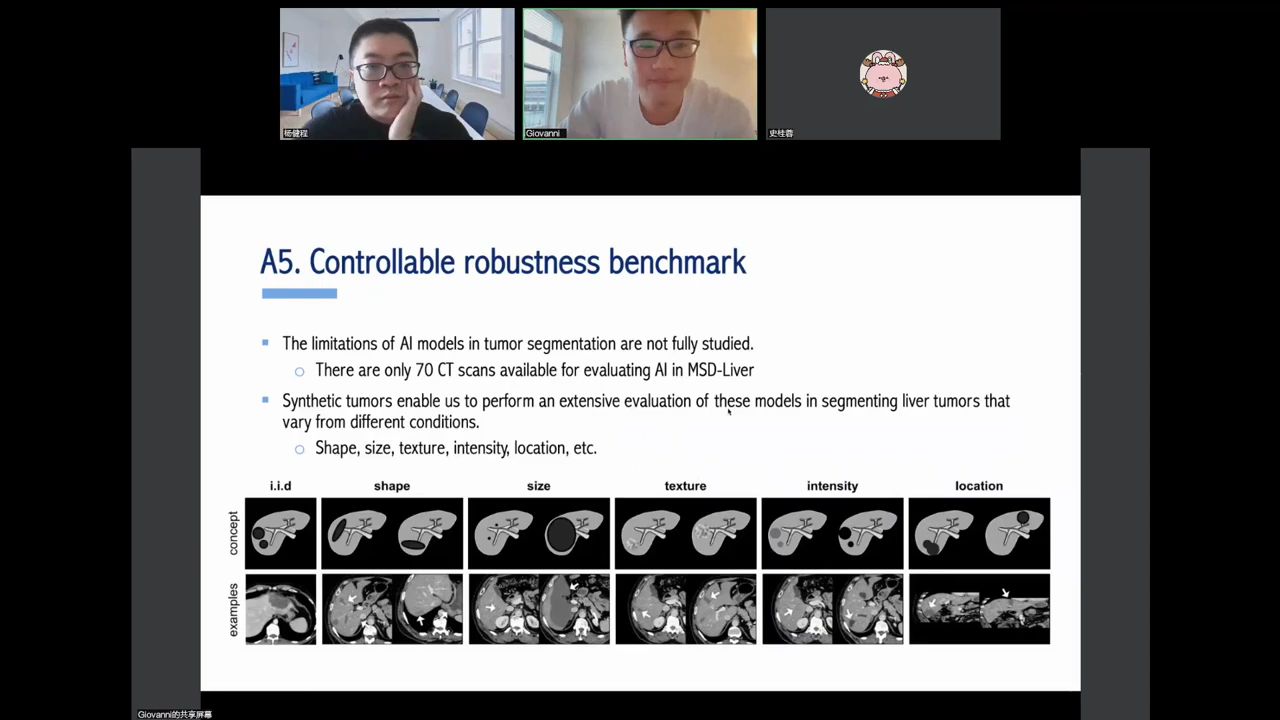 杨健程
Giovanni
史桂蓉
A5. Controllable robustness benchmark
The limitations of AI models in tumor segmentation are not fully studied.
There are only 70 CT scans available for evaluating AI in MSD-Liver
Synthetic tumors enable us to perform an extensive evaluation of these models in segmenting liver tumors that
vary from different conditions.
Shape, size, texture, intensity, location, etc.
i.i.d shape size texture intensity location
concept
examples
Giovanni的共享屏幕